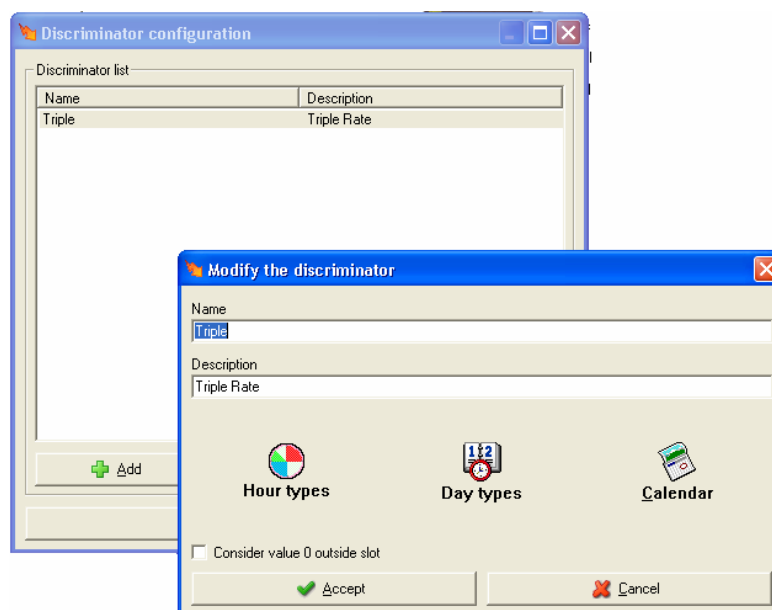 Discriminator configuration
Discriminator list
Name Description
Triple Triple Rate
Add
Modify the discriminator
Name
Triple
Description
Triple Rate
Hour types Day types Calendar
Consider value 0 outside slot
Accept Cancel